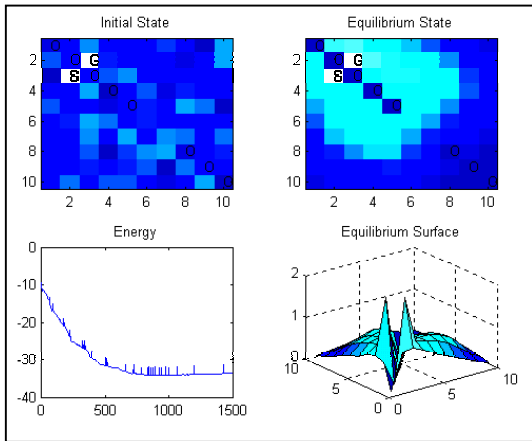 Initial State
Equilibrium State
O
2 O G
S O
4 O
O
6
8 O
O
10 O
2 4 6 8 10
2 O G
S O
4 O
O
6
8 O
O
10 O
2 4 6 8 10
Energy
Equilibrium Surface
0
-10
-20
-30
-40
0 500 1000 1500
2
1
0
10
5
0
0
5
10